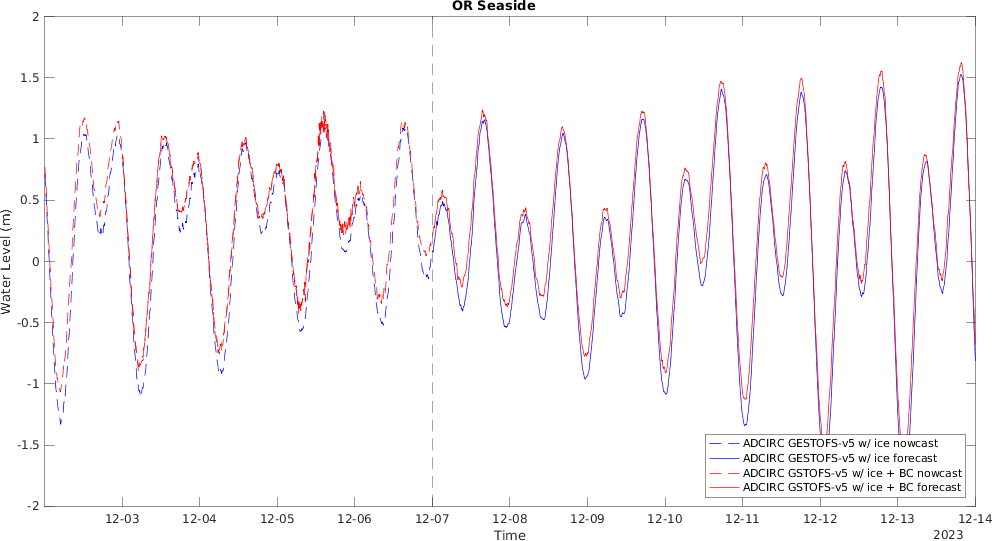 OR Seaside
2
1.5
1
0.5
0
-0.5
-1
-1.5
-2
Water Level (m)
12-03 12-04 12-05 12-06 12-07 12-08 12-09 12-10 12-11 12-12 12-13 12-14
Time
2023
ADCIRC GESTOFS-v5 w/ ice nowcast
ADCIRC GESTOFS-v5 w/ ice forecast
ADCIRC GSTOFS-v5 w/ ice + BC nowcast
ADCIRC GSTOFS-v5 w/ ice + BC forecast